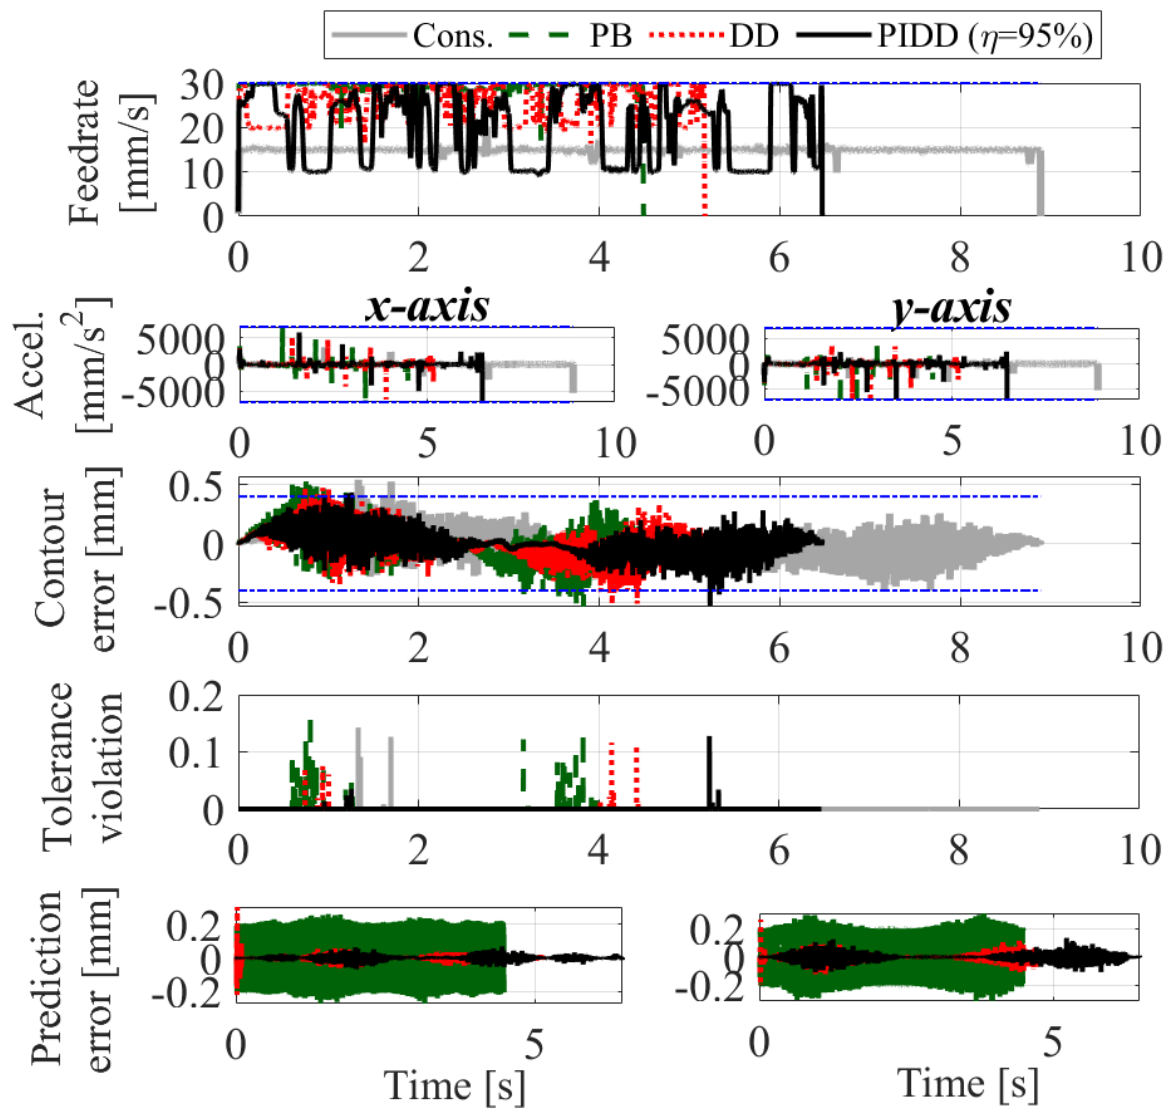 Cons. PB DD PIDD (η=95%)
Feedrate
[mm/s]
30
20
10
0
0 2 4 6 8 10
x-axis y-axis
Accel.
[mm/s²]
5000
0
-5000
0 5 10
5000
0
-5000
0 5 10
Contour
error [mm]
0.5
0
-0.5
0 2 4 6 8 10
Tolerance
violation
0.2
0.1
0
0 2 4 6 8 10
Prediction
error [mm]
0.2
0
-0.2
0 5
0.2
0
-0.2
0 5
Time [s] Time [s]